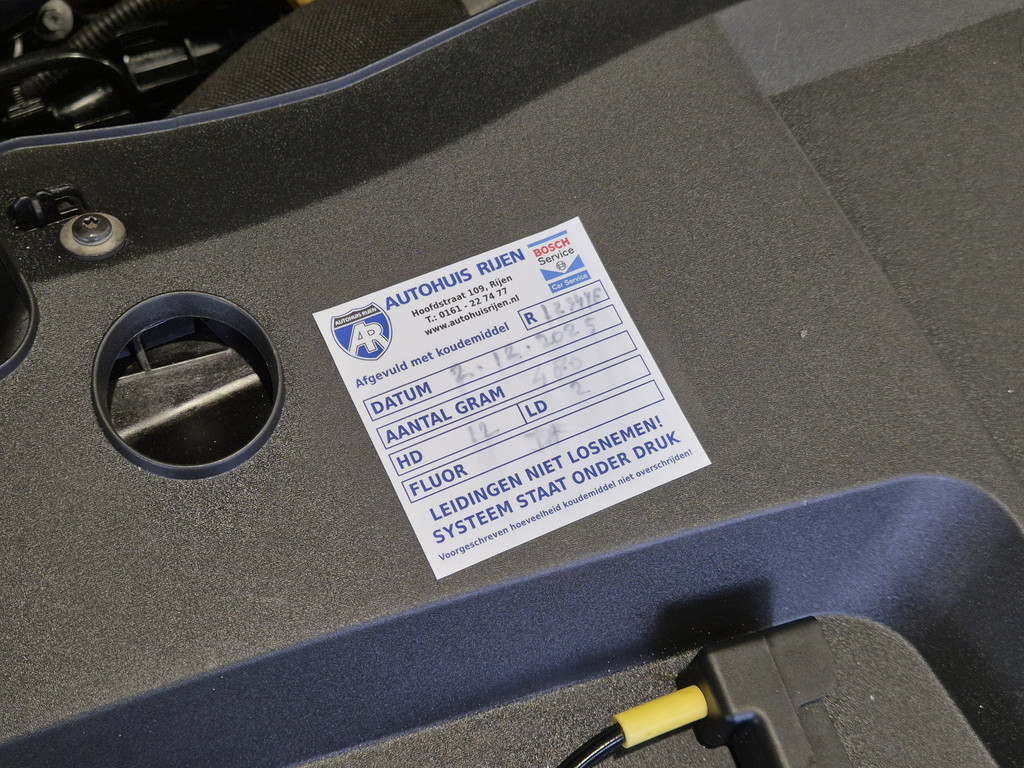 AUTOHUIS RIJEN
Hoofdstraat 109, Rijen
T.: 0161 - 22 74 77
www.autohuisrijen.nl
AUTOHUIS-RIJEN
AR
BOSCH
Service
Car Service
Afgevuld met koudemiddel R 1234YF
DATUM 2.12.2025
AANTAL GRAM
HD 12 LD 2
FLUOR
LEIDINGEN NIET LOSNEMEN!
SYSTEEM STAAT ONDER DRUK
Voorgeschreven hoeveelheid koudemiddel niet overschrijden!